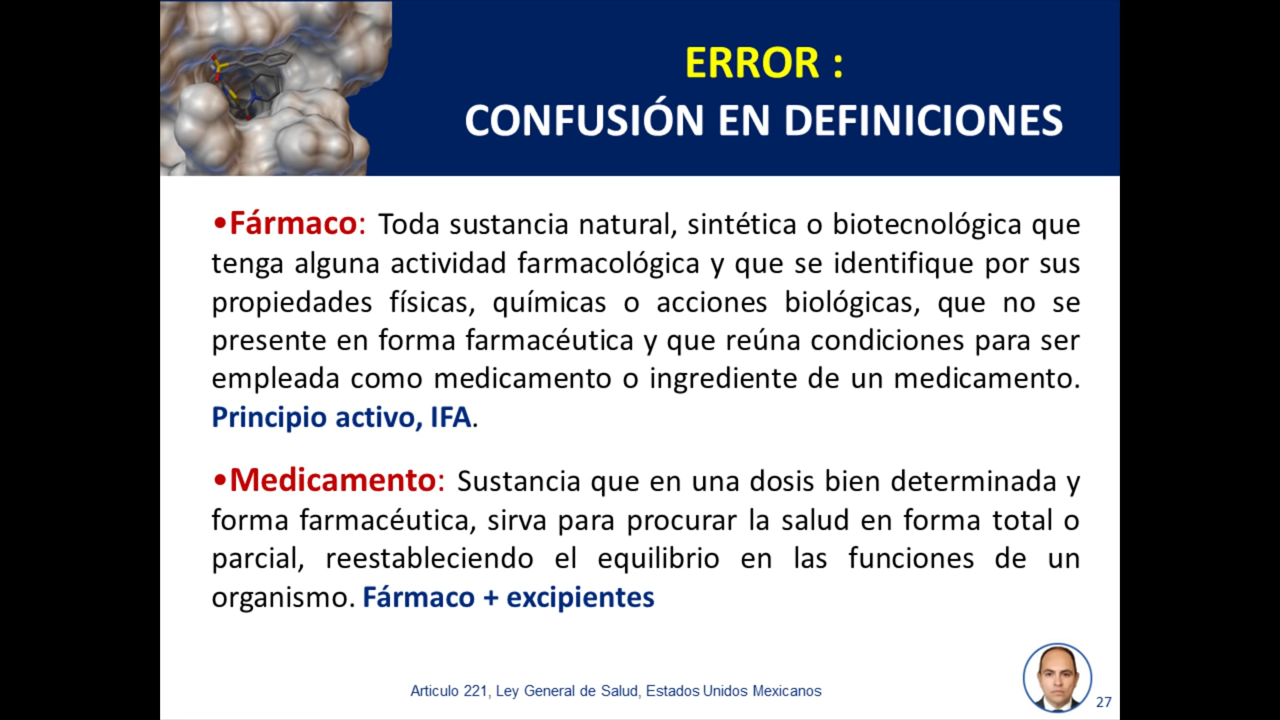 ERROR :
CONFUSIÓN EN DEFINICIONES
•Fármaco: Toda sustancia natural, sintética o biotecnológica que
tenga alguna actividad farmacológica y que se identifique por sus
propiedades físicas, químicas o acciones biológicas, que no se
presente en forma farmacéutica y que reúna condiciones para ser
empleada como medicamento o ingrediente de un medicamento.
Principio activo, IFA.
•Medicamento: Sustancia que en una dosis bien determinada y
forma farmacéutica, sirva para procurar la salud en forma total o
parcial, reestableciendo el equilibrio en las funciones de un
organismo. Fármaco + excipientes
Articulo 221, Ley General de Salud, Estados Unidos Mexicanos
27